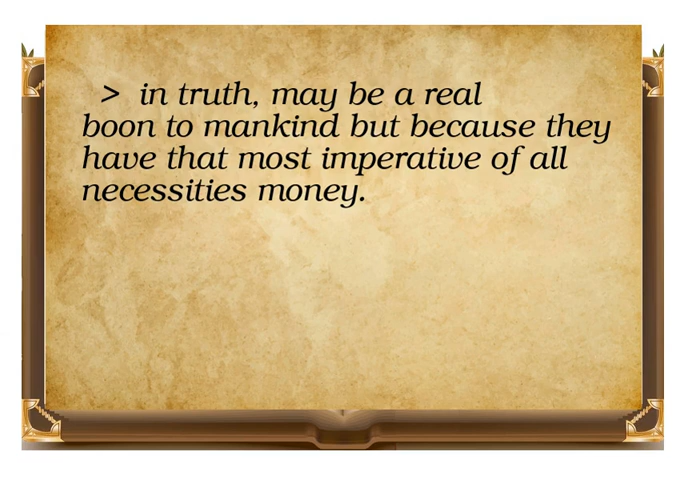 > in truth, may be a real
boon to mankind but because they
have that most imperative of all
necessities money.